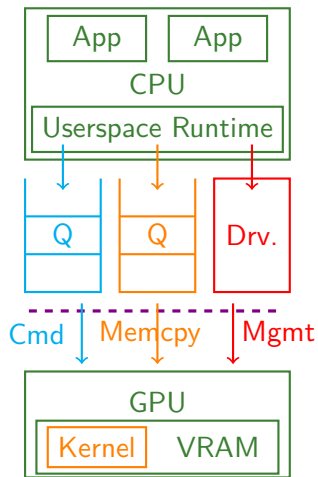 App App
CPU
Userspace Runtime
Q Q Drv.
Cmd Memcpy Mgmt
GPU
Kernel VRAM